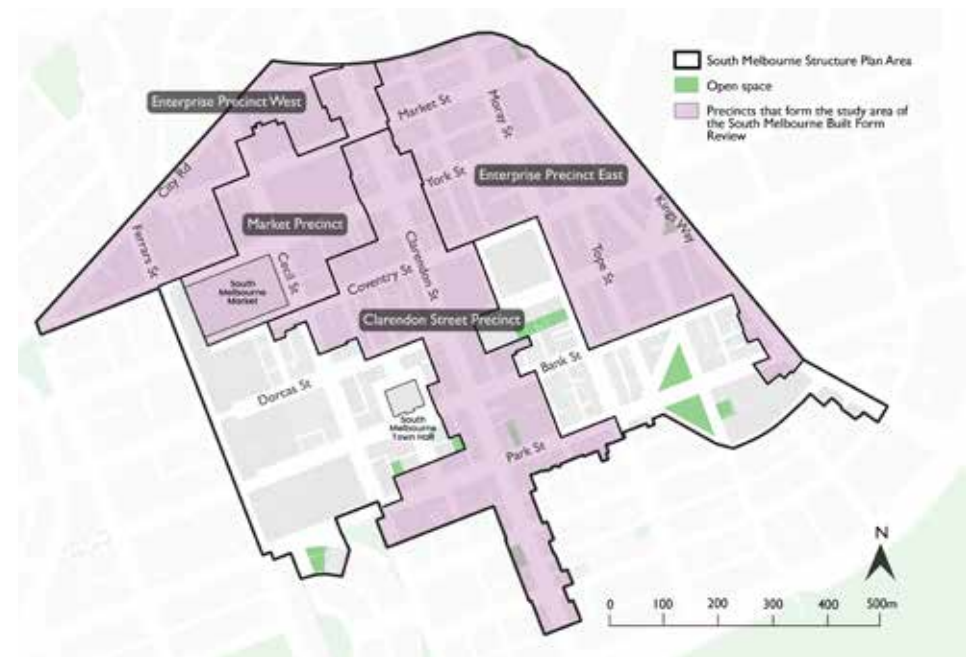 South Melbourne Structure Plan Area
Open space
Precincts that form the study area of
the South Melbourne Built Form
Review
Enterprise Precinct West
Market St
Moray St
City Rd
York St
Enterprise Precinct East
Kings Way
Market Precinct
Ferrars St
Cecil St
Clarendon St
Tope St
South
Melbourne
Market
Coventry St
Clarendon Street Precinct
Bank St
Dorcas St
South
Melbourne
Town Hall
Park St
N
0 100 200 300 400 500m